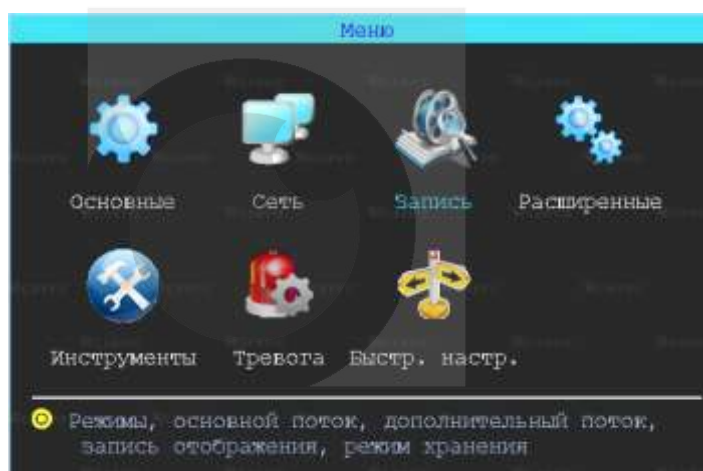 Меню
Основные Сеть Запись Расширенные
Инструменты Тревога Быстр. настр.
Режимы, основной поток, дополнительный поток,
запись отображения, режим хранения